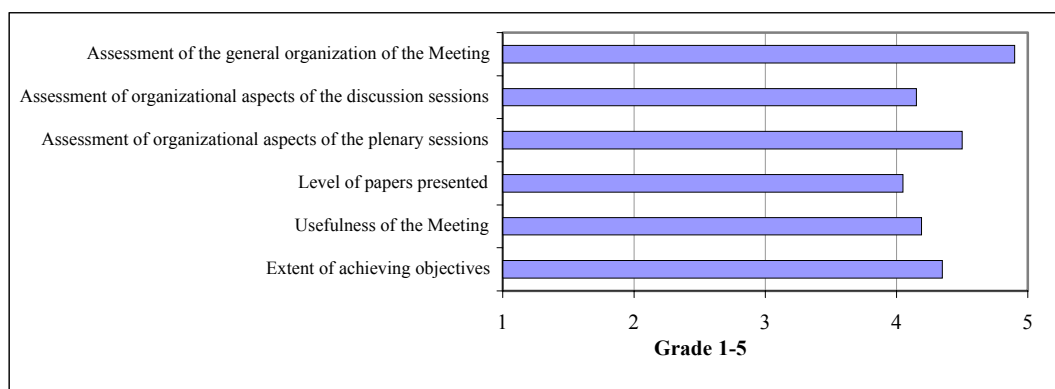 Assessment of the general organization of the Meeting
Assessment of organizational aspects of the discussion sessions
Assessment of organizational aspects of the plenary sessions
Level of papers presented
Usefulness of the Meeting
Extent of achieving objectives
1 2 3 4 5
Grade 1-5